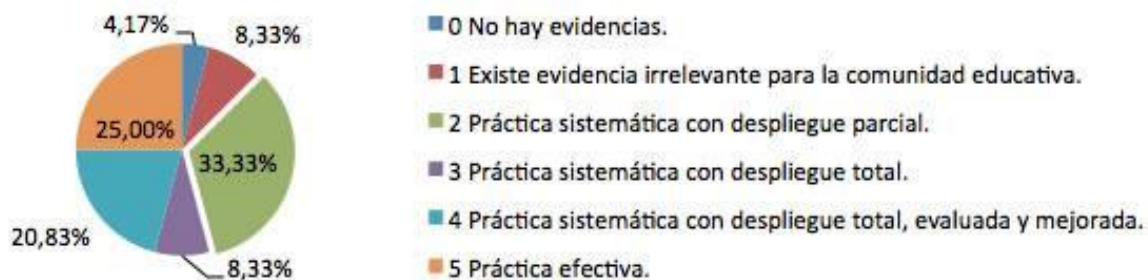 4,17%
8,33%
25,00%
33,33%
20,83%
8,33%
0 No hay evidencias.
1 Existe evidencia irrelevante para la comunidad educativa.
2 Práctica sistemática con despliegue parcial.
3 Práctica sistemática con despliegue total.
4 Práctica sistemática con despliegue total, evaluada y mejorada.
5 Práctica efectiva.